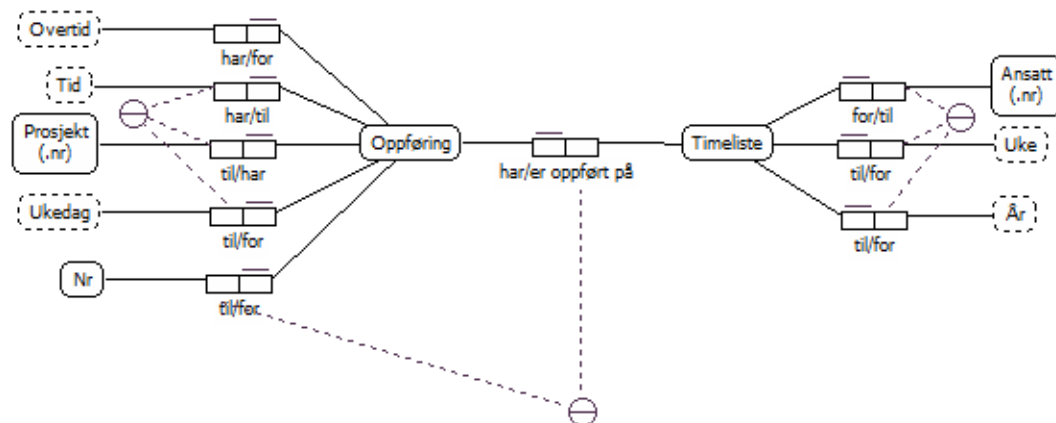 Overtid
har/for
Tid
har/til
Prosjekt
(.nr)
til/har
Ukedag
til/for
Nr
til/for
Oppføring
har/er oppført på
Timeliste
Ansatt
(.nr)
for/til
Uke
til/for
År
til/for